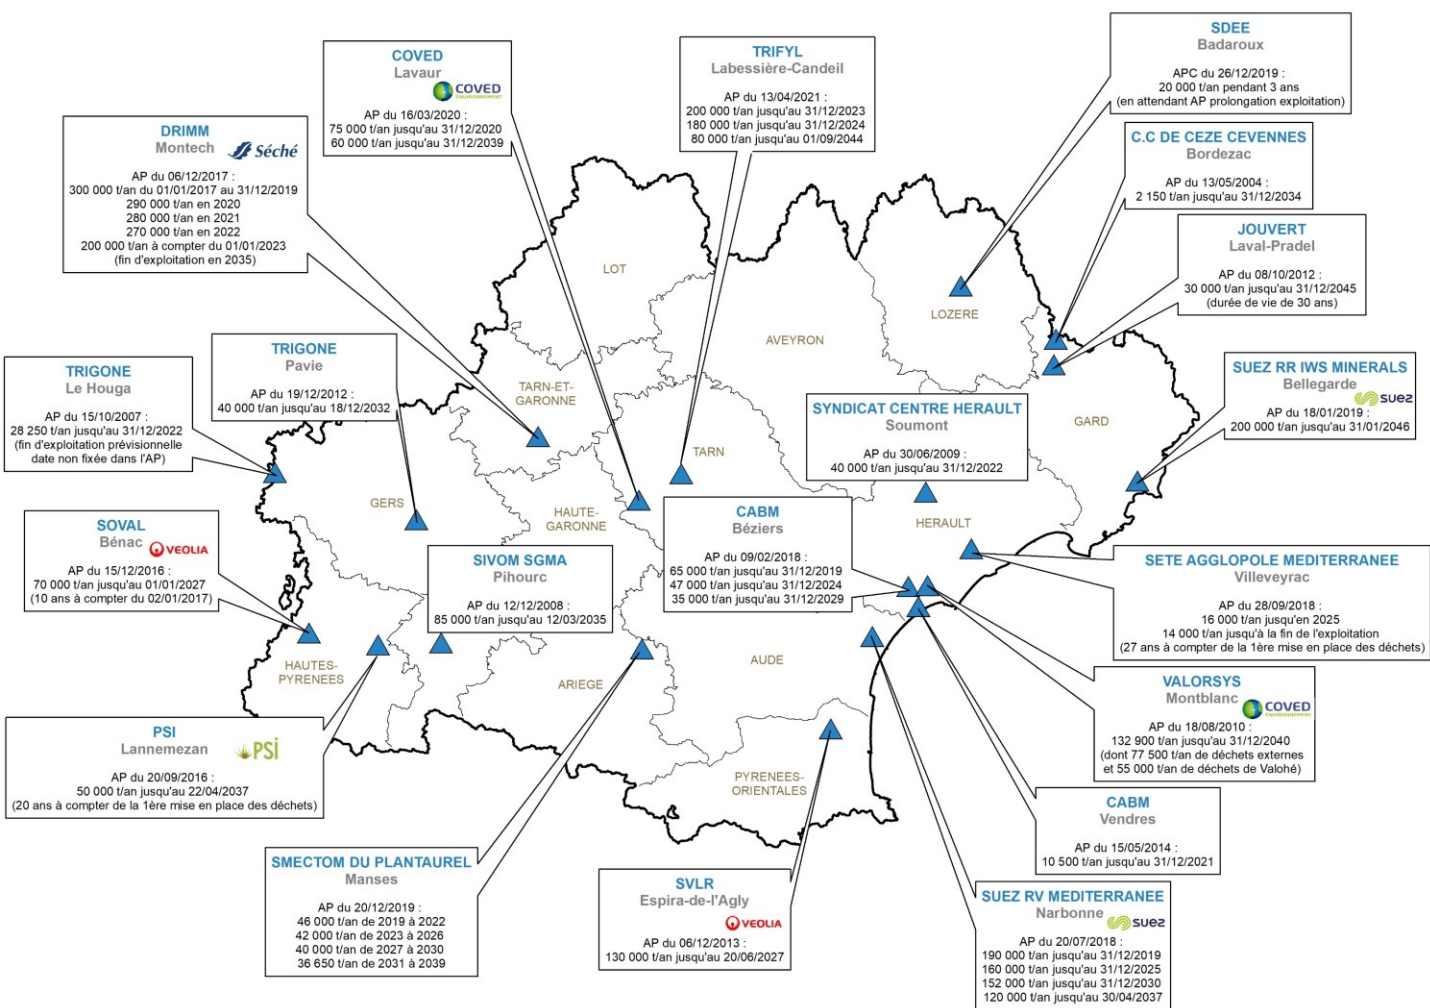 SDEE
Badaroux
APC du 26/12/2019 :
20 000 t/an pendant 3 ans
(en attendant AP prolongation exploitation)
COVED
Lavaur
COVED
ENVIRONNEMENT
AP du 16/03/2020 :
75 000 t/an jusqu'au 31/12/2020
60 000 t/an jusqu'au 31/12/2039
TRIFYL
Labessière-Candeil
AP du 13/04/2021 :
200 000 t/an jusqu'au 31/12/2023
180 000 t/an jusqu'au 31/12/2024
80 000 t/an jusqu'au 01/09/2044
DRIMM
Montech
Séché
AP du 06/12/2017 :
300 000 t/an du 01/01/2017 au 31/12/2019
290 000 t/an en 2020
280 000 t/an en 2021
270 000 t/an en 2022
200 000 t/an à compter du 01/01/2023
(fin d'exploitation en 2035)
C.C DE CEZE CEVENNES
Bordezac
AP du 13/05/2004 :
2 150 t/an jusqu'au 31/12/2034
JOUVERT
Laval-Pradel
AP du 08/10/2012 :
30 000 t/an jusqu'au 31/12/2045
(durée de vie de 30 ans)
LOT
LOZERE
AVEYRON
TRIGONE
Pavie
AP du 19/12/2012 :
40 000 t/an jusqu'au 18/12/2032
TRIGONE
Le Houga
AP du 15/10/2007 :
28 250 t/an jusqu'au 31/12/2022
(fin d'exploitation prévisionnelle
date non fixée dans l'AP)
TARN-ET-
GARONNE
SUEZ RR IWS MINERALS
Bellegarde
suez
AP du 18/01/2019 :
200 000 t/an jusqu'au 31/01/2046
SYNDICAT CENTRE HERAULT
Soumont
AP du 30/06/2009 :
40 000 t/an jusqu'au 31/12/2022
GARD
TARN
GERS
HAUTE-
GARONNE
HERAULT
SOVAL
Bénac
VEOLIA
AP du 15/12/2016 :
70 000 t/an jusqu'au 01/01/2027
(10 ans à compter du 02/01/2017)
CABM
Béziers
AP du 09/02/2018 :
65 000 t/an jusqu'au 31/12/2019
47 000 t/an jusqu'au 31/12/2024
35 000 t/an jusqu'au 31/12/2029
SIVOM SGMA
Pihourc
AP du 12/12/2008 :
85 000 t/an jusqu'au 12/03/2035
SETE AGGLOPOLE MEDITERRANEE
Villeveyrac
AP du 28/09/2018 :
16 000 t/an jusqu'en 2025
14 000 t/an jusqu'à la fin de l'exploitation
(27 ans à compter de la 1ère mise en place des déchets)
HAUTES-
PYRENEES
ARIEGE
AUDE
VALORSYS
Montblanc
COVED
ENVIRONNEMENT
AP du 18/08/2010 :
132 900 t/an jusqu'au 31/12/2040
(dont 77 500 t/an de déchets externes
et 55 000 t/an de déchets de Valohé)
PSI
Lannemezan
PSI
AP du 20/09/2016 :
50 000 t/an jusqu'au 22/04/2037
(20 ans à compter de la 1ère mise en place des déchets)
PYRENEES-
ORIENTALES
CABM
Vendres
AP du 15/05/2014 :
10 500 t/an jusqu'au 31/12/2021
SMECTOM DU PLANTAUREL
Manses
AP du 20/12/2019 :
46 000 t/an de 2019 à 2022
42 000 t/an de 2023 à 2026
40 000 t/an de 2027 à 2030
36 650 t/an de 2031 à 2039
SVLR
Espira-de-l'Agly
VEOLIA
AP du 06/12/2013 :
130 000 t/an jusqu'au 20/06/2027
SUEZ RV MEDITERRANEE
Narbonne
suez
AP du 20/07/2018 :
190 000 t/an jusqu'au 31/12/2019
160 000 t/an jusqu'au 31/12/2025
152 000 t/an jusqu'au 31/12/2030
120 000 t/an jusqu'au 30/04/2037